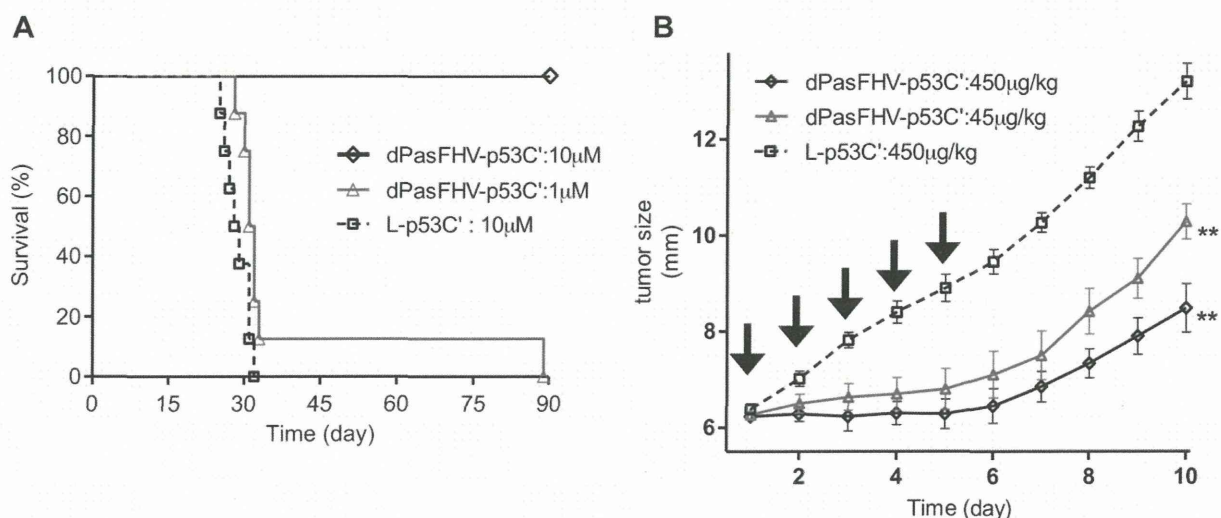 A
Survival (%)
100
80
60
40
20
0
dPasFHV-p53C':10μM
dPasFHV-p53C':1μM
L-p53C' : 10μM
0 15 30 45 60 75 90
Time (day)
B
tumor size
(mm)
12
10
8
6
dPasFHV-p53C':450μg/kg
dPasFHV-p53C':45μg/kg
L-p53C':450μg/kg
**
**
2 4 6 8 10
Time (day)